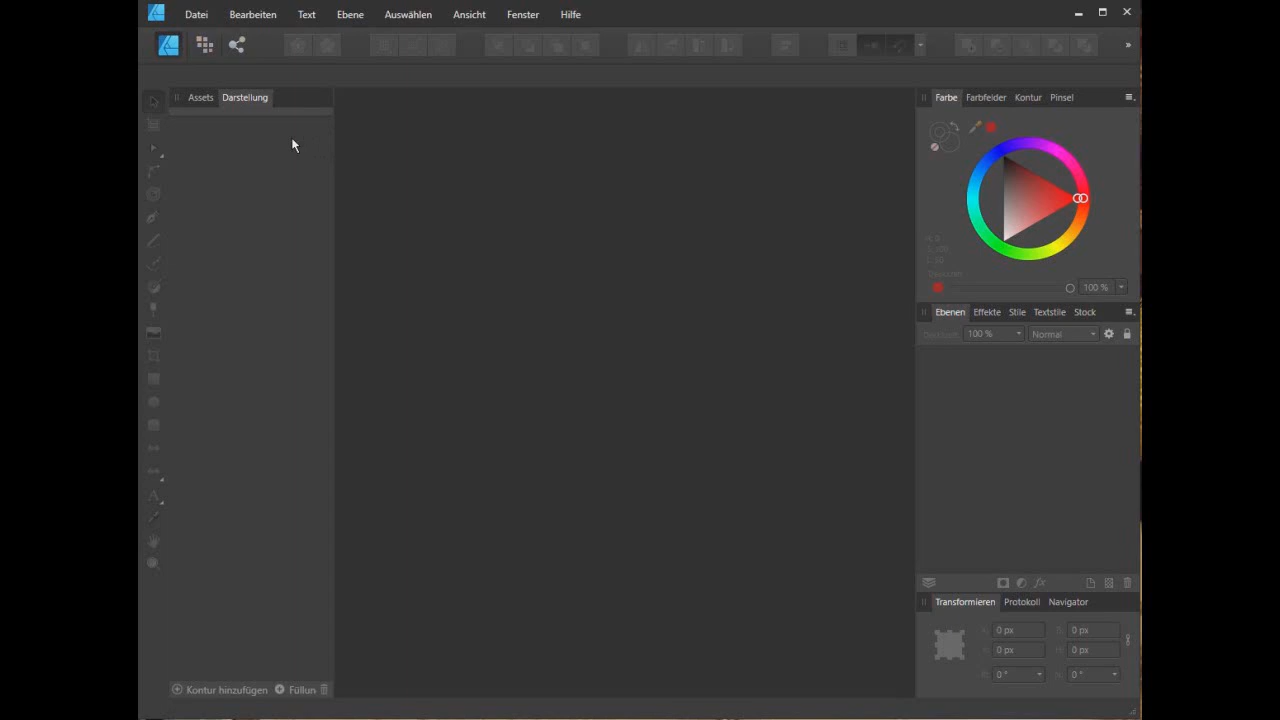 Datei Bearbeiten Text Ebene Auswählen Ansicht Fenster Hilfe
»
Assets Darstellung
Farbe Farbfelder Kontur Pinsel
100 %
Ebenen Effekte Stile Textstile Stock
100 % Normal
fx
Transformieren Protokoll Navigator
0 px 0 px
0 px 0 px
0 ° 0 °
Kontur hinzufügen Füllun